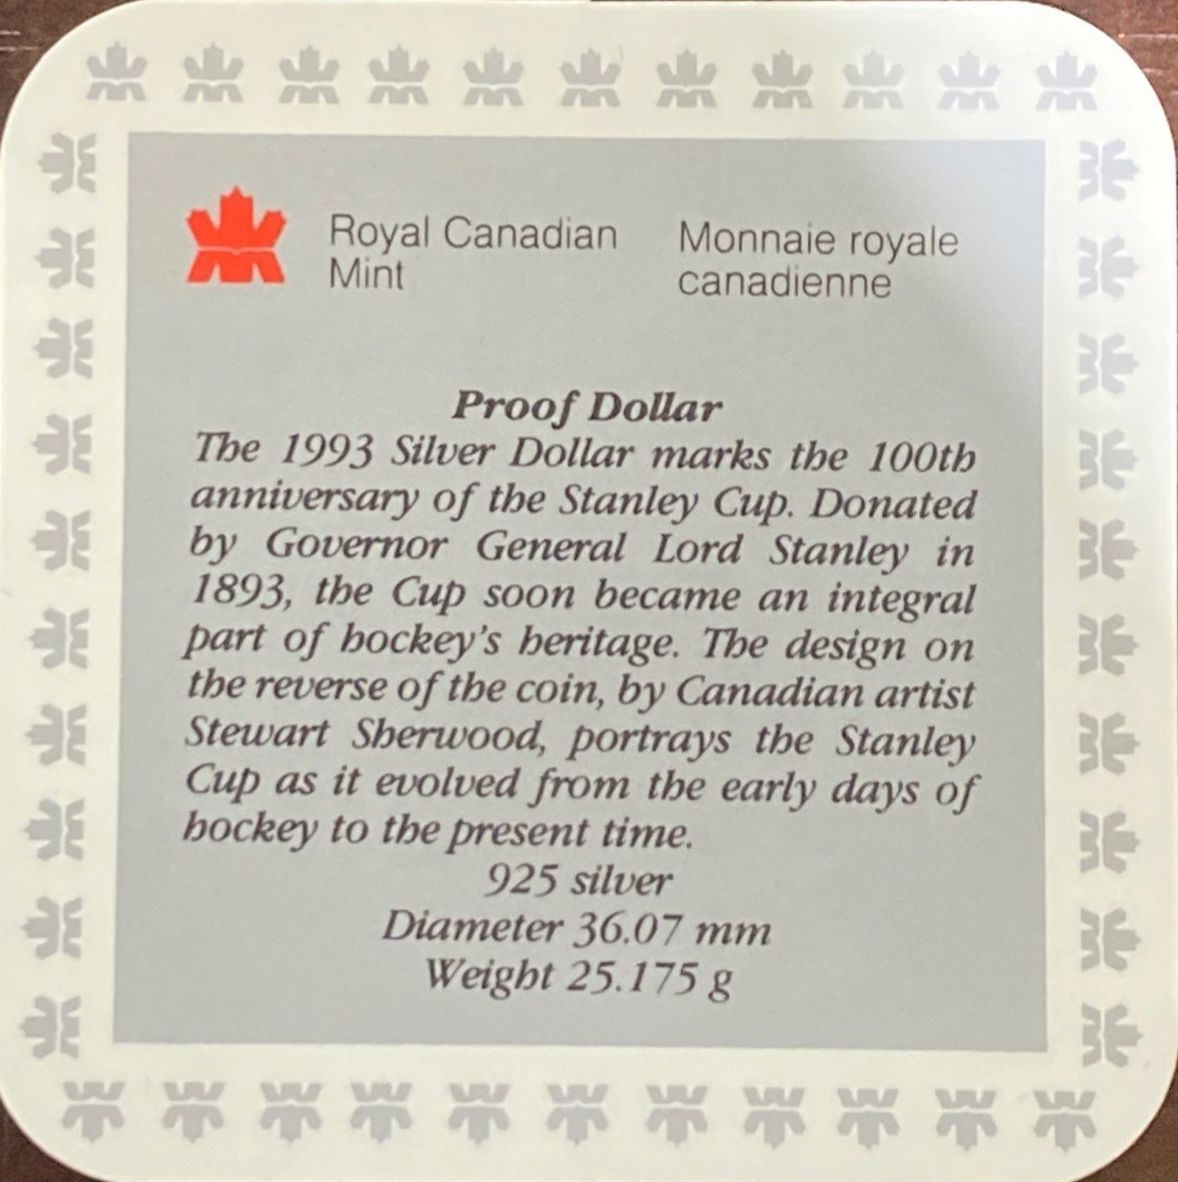 Royal Canadian
Mint
Monnaie royale
canadienne
Proof Dollar
The 1993 Silver Dollar marks the 100th
anniversary of the Stanley Cup. Donated
by Governor General Lord Stanley in
1893, the Cup soon became an integral
part of hockey's heritage. The design on
the reverse of the coin, by Canadian artist
Stewart Sherwood, portrays the Stanley
Cup as it evolved from the early days of
hockey to the present time.
925 silver
Diameter 36.07 mm
Weight 25.175 g